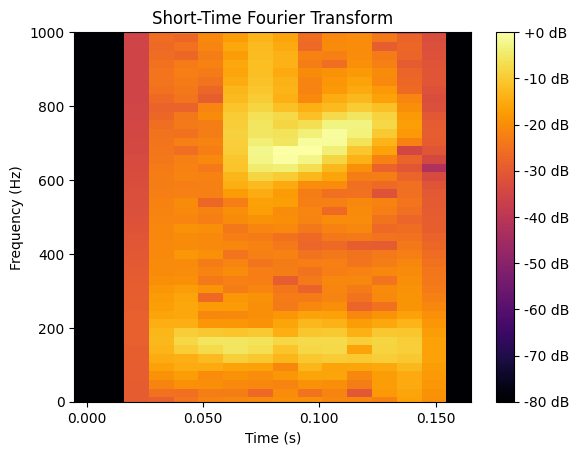 Short-Time Fourier Transform
1000
800
600
400
200
0
Frequency (Hz)
0.000
0.050
0.100
0.150
Time (s)
+0 dB
-10 dB
-20 dB
-30 dB
-40 dB
-50 dB
-60 dB
-70 dB
-80 dB